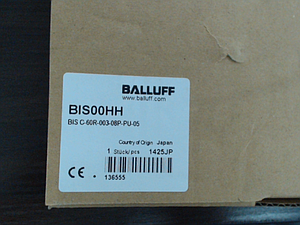 BALLUFF
www.balluff.com
BIS00HH
BIS C-60R-003-08P-PU-05
Country of Origin Japan
1 Stück/pcs 1425JP
CE 136555